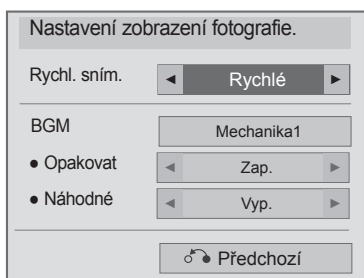 Nastavení zobrazení fotografie.
Rychl. sním. ◄ Rychlé ►
BGM Mechanika1
● Opakovat ◄ Zap. ►
● Náhodné ◄ Vyp. ►
Předchozí